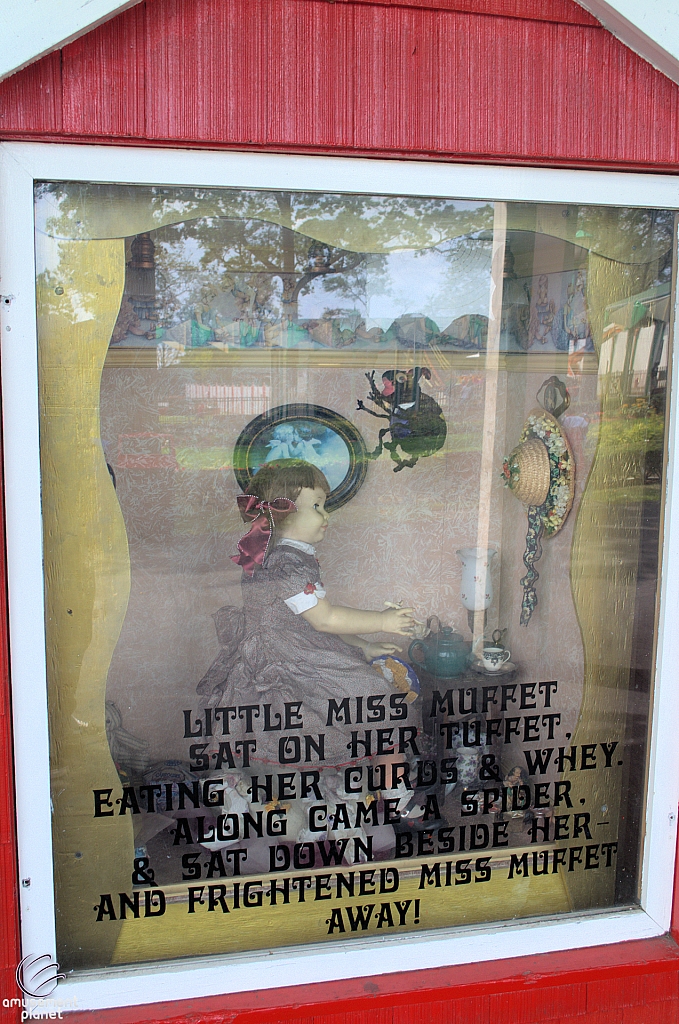 LITTLE MISS MUFFET
SAT ON HER TUFFET,
EATING HER CURDS & WHEY.
ALONG CAME A SPIDER,
& SAT DOWN BESIDE HER-
AND FRIGHTENED MISS MUFFET
AWAY!
amusement
planet